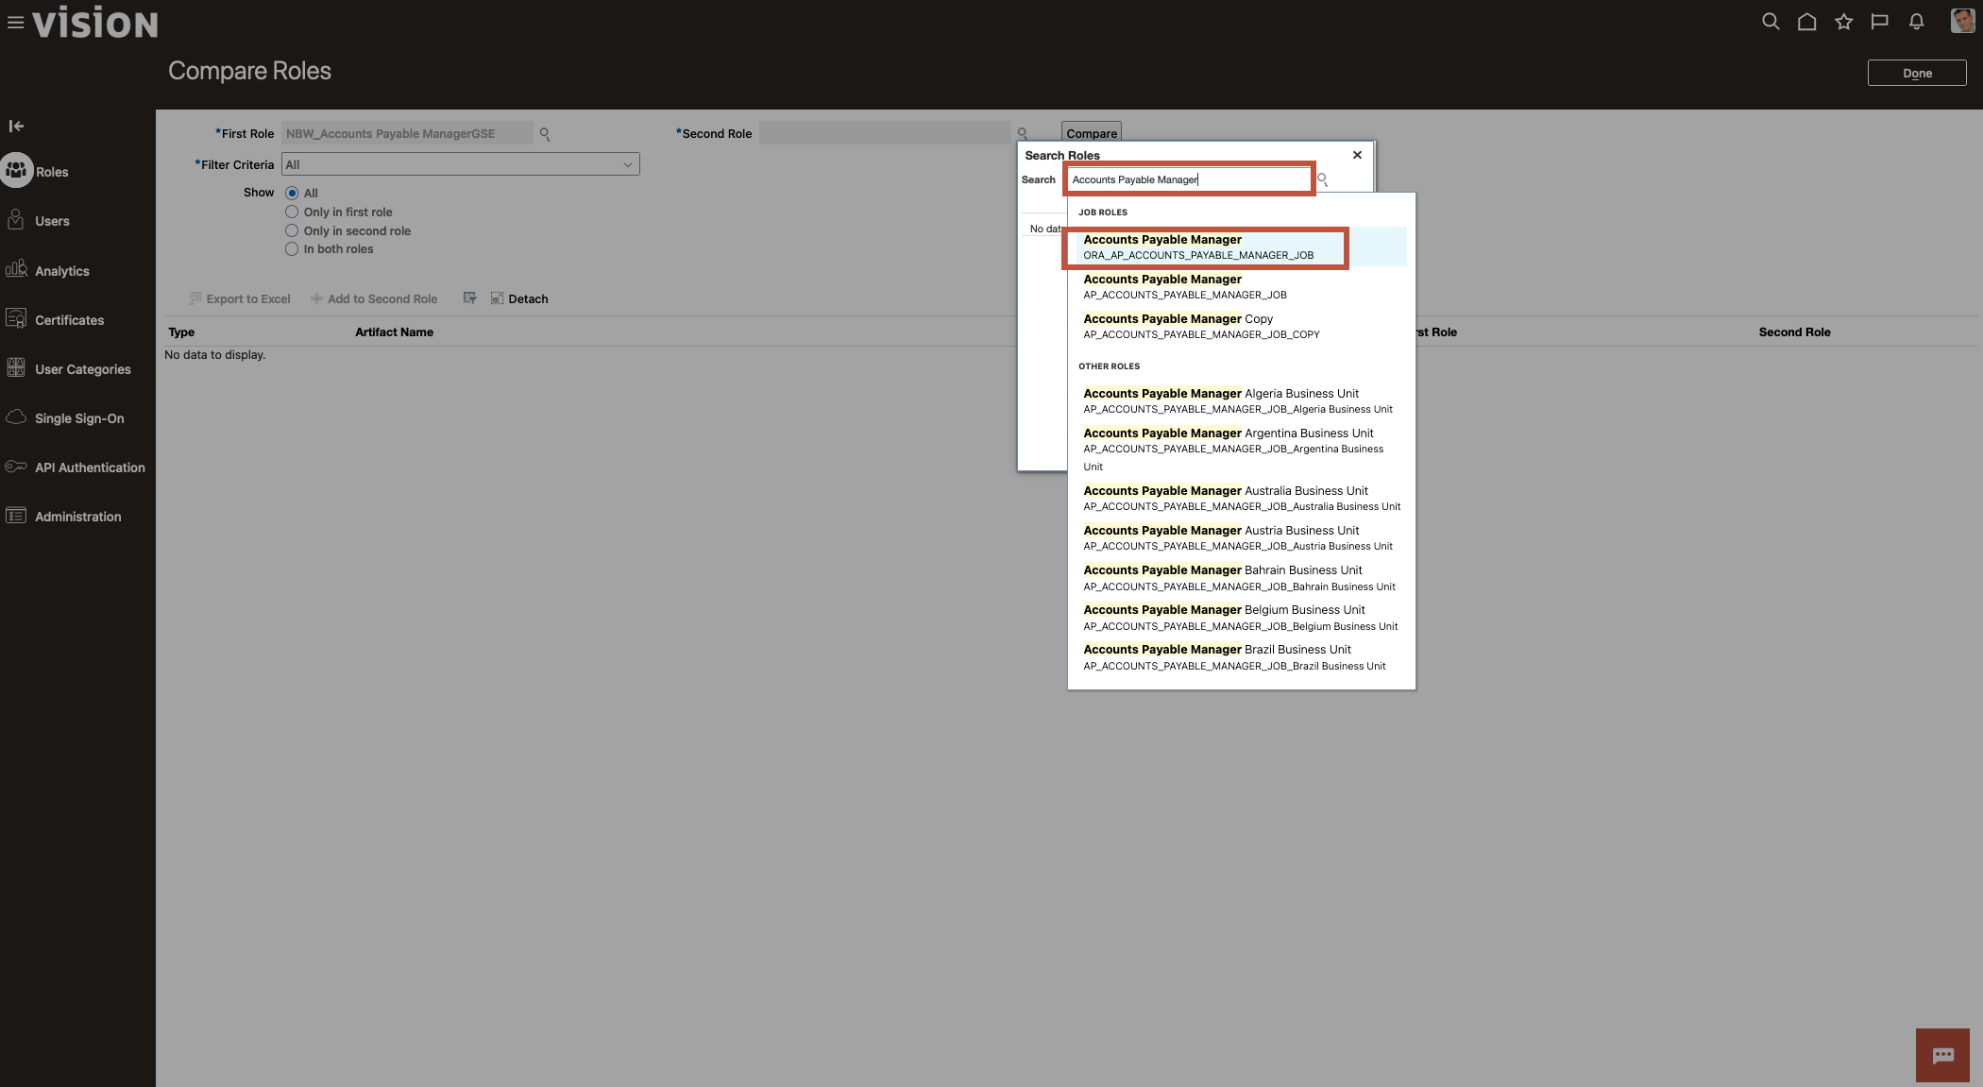 vision
Compare Roles
Done
*First Role NBW_Accounts Payable ManagerGSE
*Second Role
Compare
*Filter Criteria All
Show All
Only in first role
Only in second role
In both roles
Roles
Users
Analytics
Certificates
User Categories
Single Sign-On
API Authentication
Administration
Export to Excel Add to Second Role Detach
Type Artifact Name rst Role Second Role
No data to display.
Search Roles
Search Accounts Payable Manager
No dat
JOB ROLES
Accounts Payable Manager
ORA_AP_ACCOUNTS_PAYABLE_MANAGER_JOB
Accounts Payable Manager
AP_ACCOUNTS_PAYABLE_MANAGER_JOB
Accounts Payable Manager Copy
AP_ACCOUNTS_PAYABLE_MANAGER_JOB_COPY
OTHER ROLES
Accounts Payable Manager Algeria Business Unit
AP_ACCOUNTS_PAYABLE_MANAGER_JOB_Algeria Business Unit
Accounts Payable Manager Argentina Business Unit
AP_ACCOUNTS_PAYABLE_MANAGER_JOB_Argentina Business
Unit
Accounts Payable Manager Australia Business Unit
AP_ACCOUNTS_PAYABLE_MANAGER_JOB_Australia Business Unit
Accounts Payable Manager Austria Business Unit
AP_ACCOUNTS_PAYABLE_MANAGER_JOB_Austria Business Unit
Accounts Payable Manager Bahrain Business Unit
AP_ACCOUNTS_PAYABLE_MANAGER_JOB_Bahrain Business Unit
Accounts Payable Manager Belgium Business Unit
AP_ACCOUNTS_PAYABLE_MANAGER_JOB_Belgium Business Unit
Accounts Payable Manager Brazil Business Unit
AP_ACCOUNTS_PAYABLE_MANAGER_JOB_Brazil Business Unit